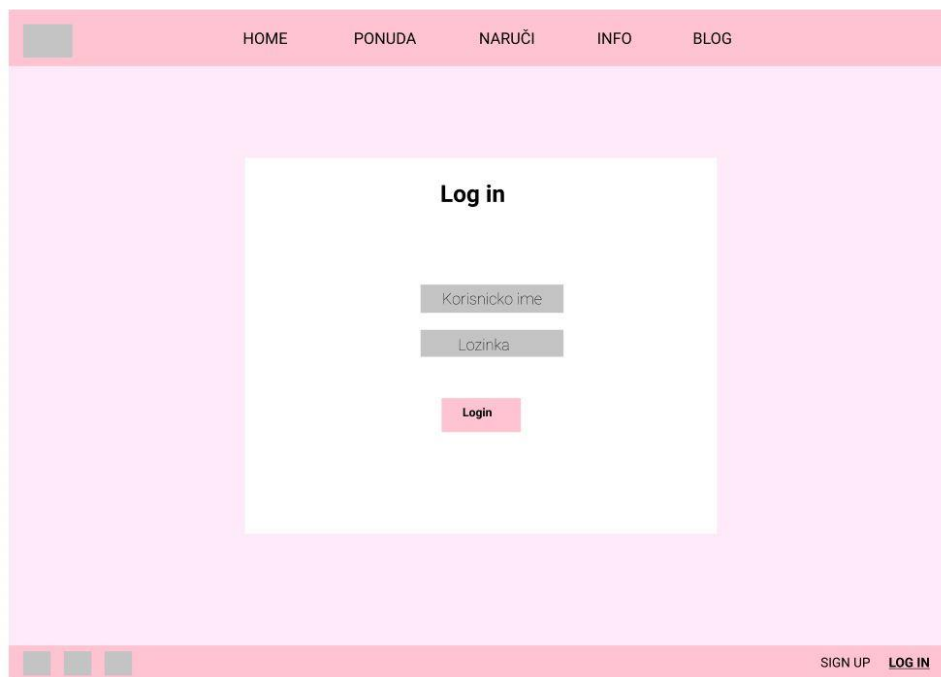 HOME PONUDA NARUČI INFO BLOG
Log in
Korisnicko ime
Lozinka
Login
SIGN UP LOG IN